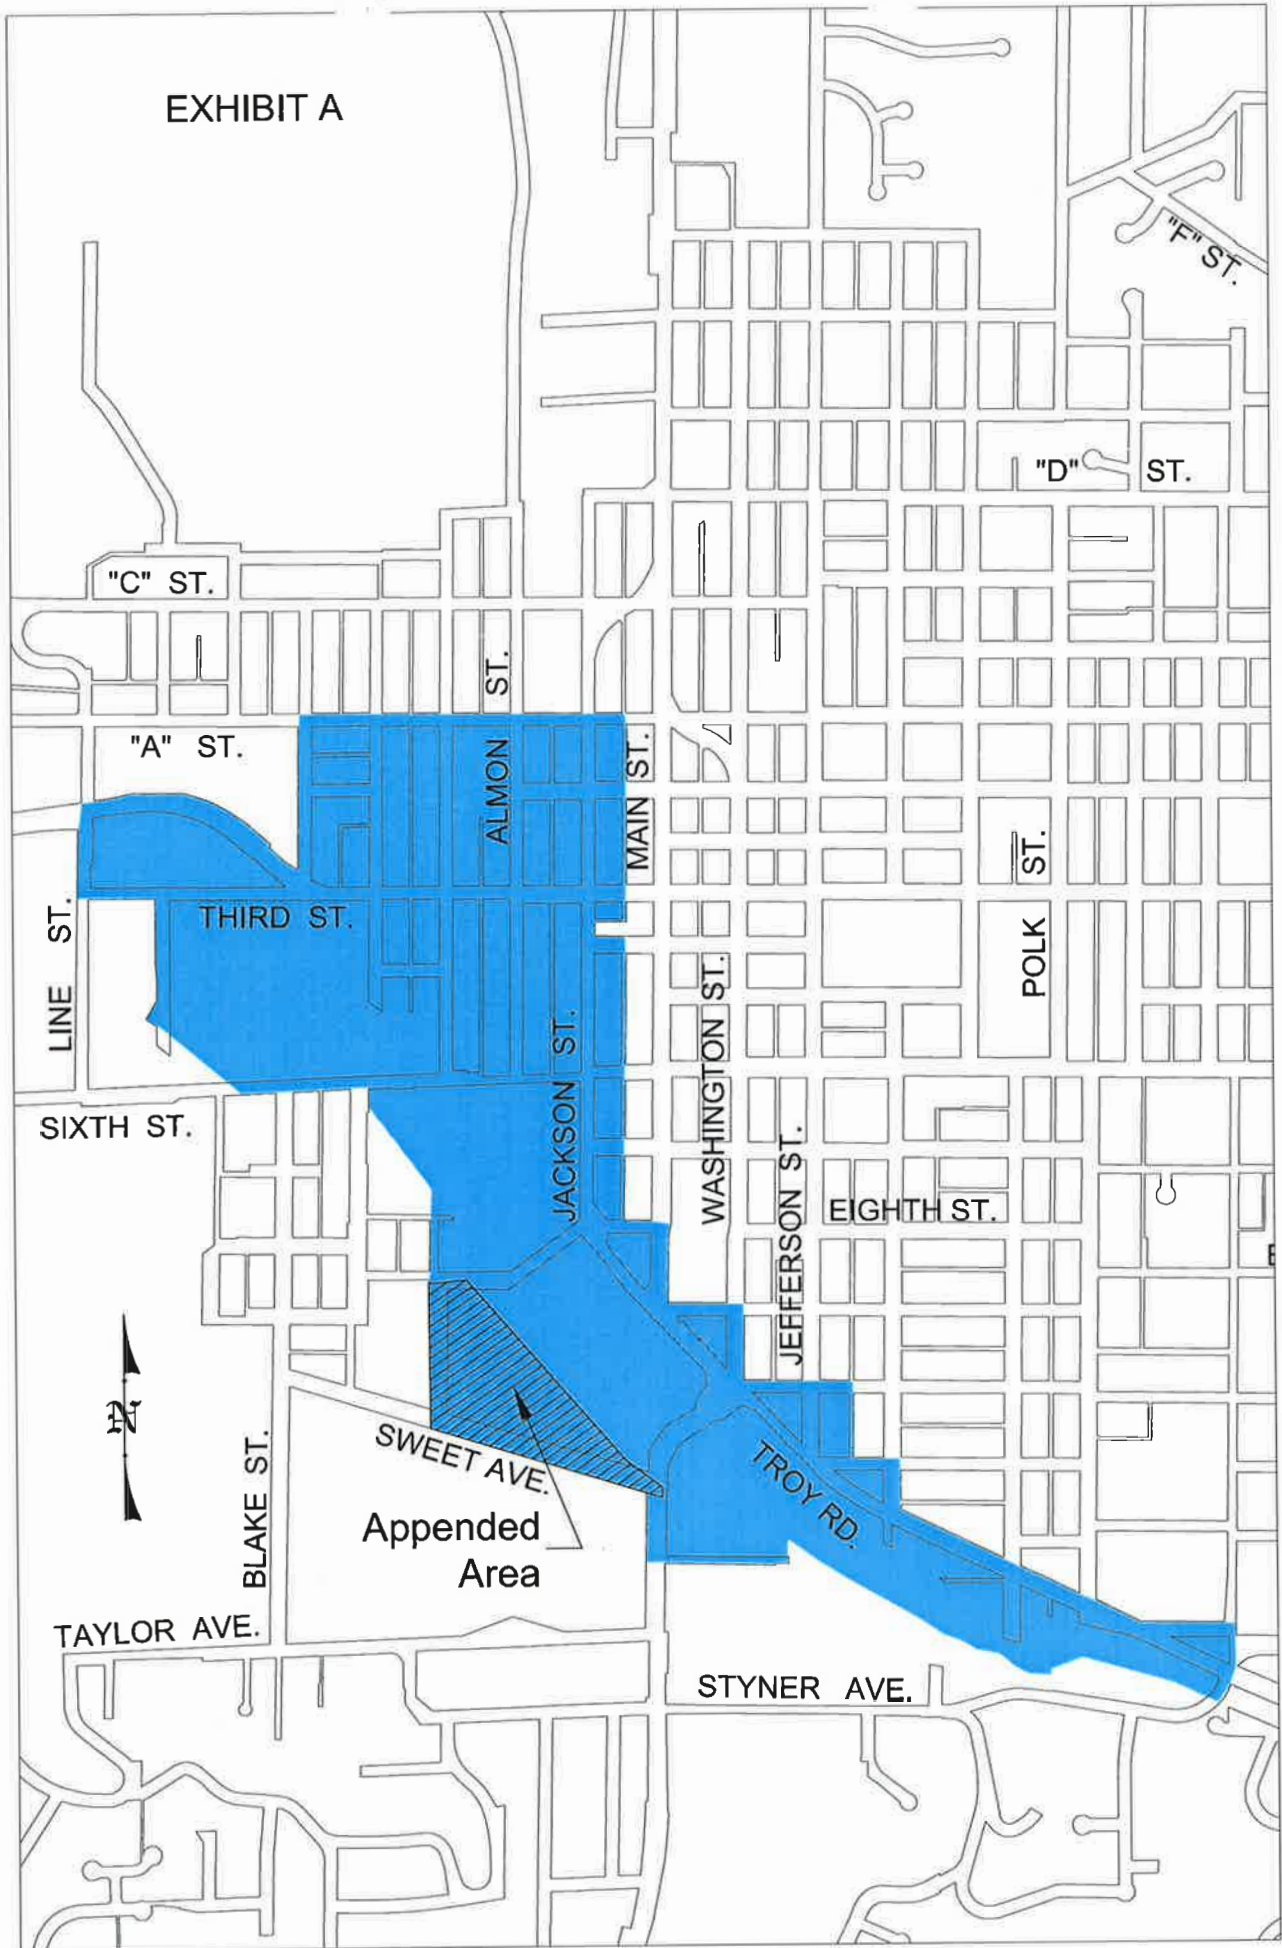 EXHIBIT A
"F" ST.
"D" ST.
"C" ST.
ST.
"A" ST.
ALMON
MAIN ST.
POLK ST.
THIRD ST.
LINE ST.
WASHINGTON ST.
JACKSON ST.
SIXTH ST.
JEFFERSON ST.
EIGHTH ST.
E
N
SWEET AVE.
BLAKE ST.
TROY RD.
Appended
Area
TAYLOR AVE.
STYNER AVE.